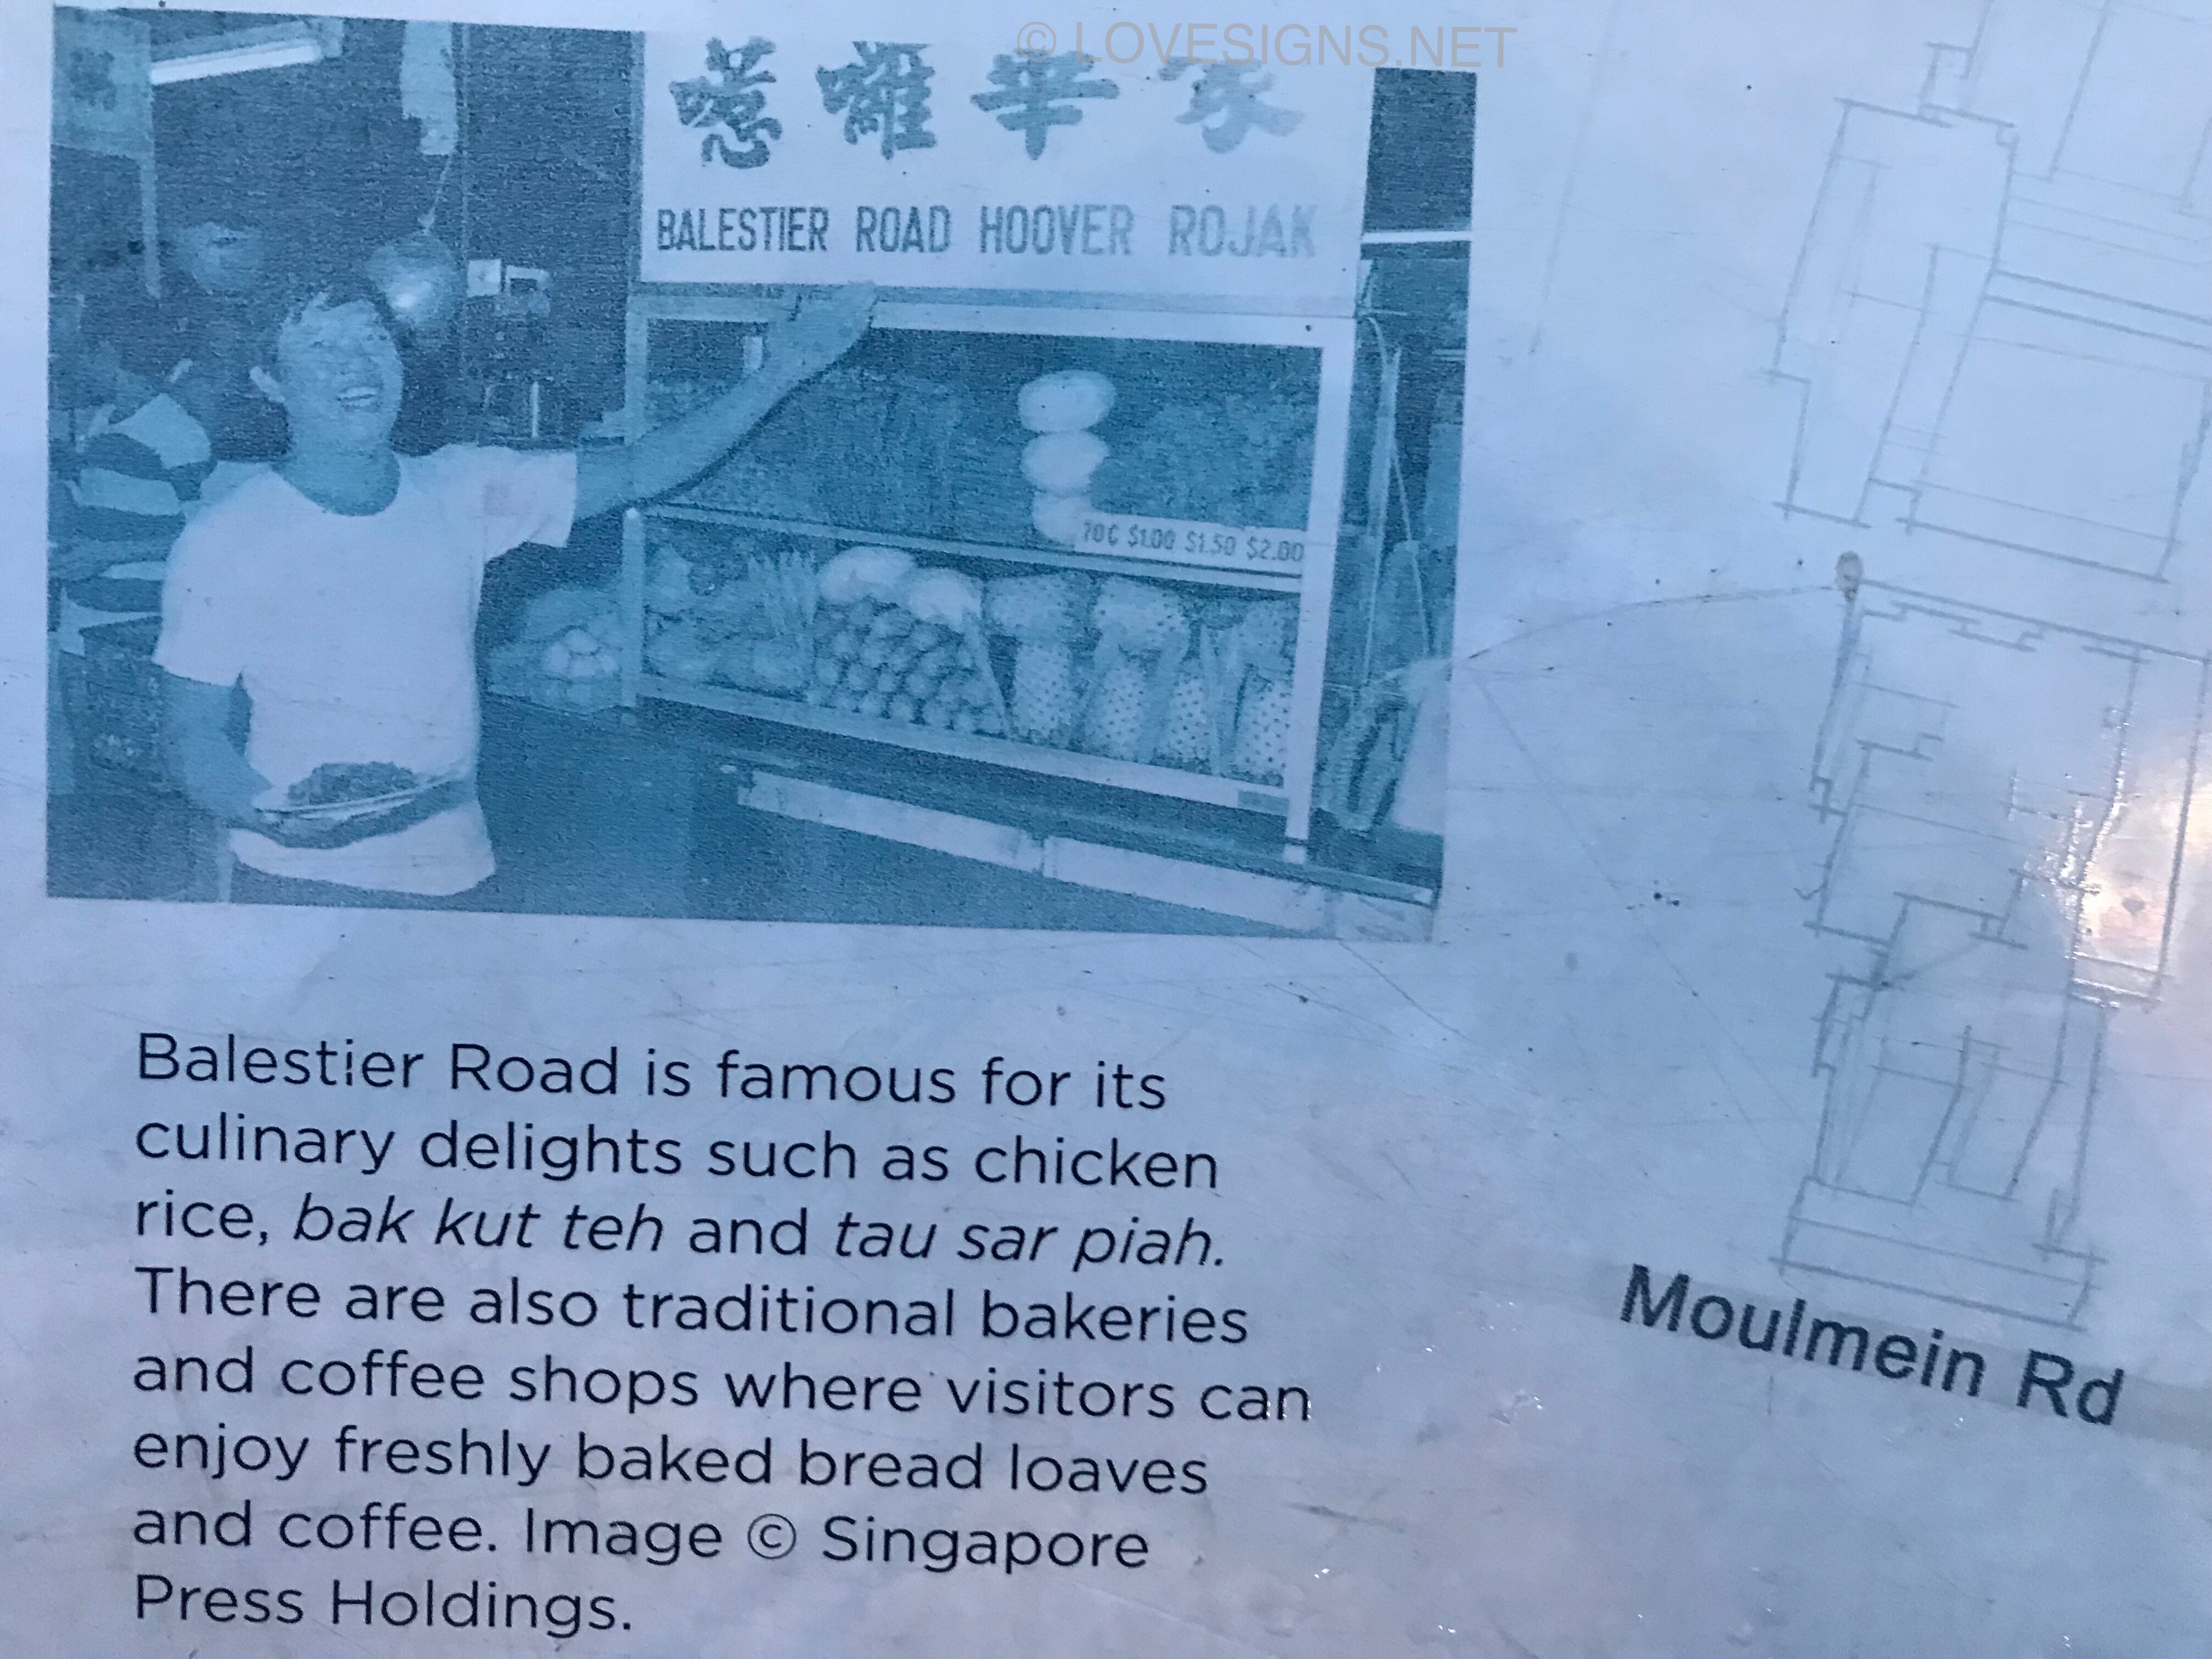 © LOVESIGNS.NET
華
BALESTIER ROAD HOOVER ROJAK
70¢ $1.00 $1.50 $2.00
Balestier Road is famous for its
culinary delights such as chicken
rice, bak kut teh and tau sar piah.
There are also traditional bakeries
and coffee shops where visitors can
enjoy freshly baked bread loaves
and coffee. Image © Singapore
Press Holdings.
Moulmein Rd